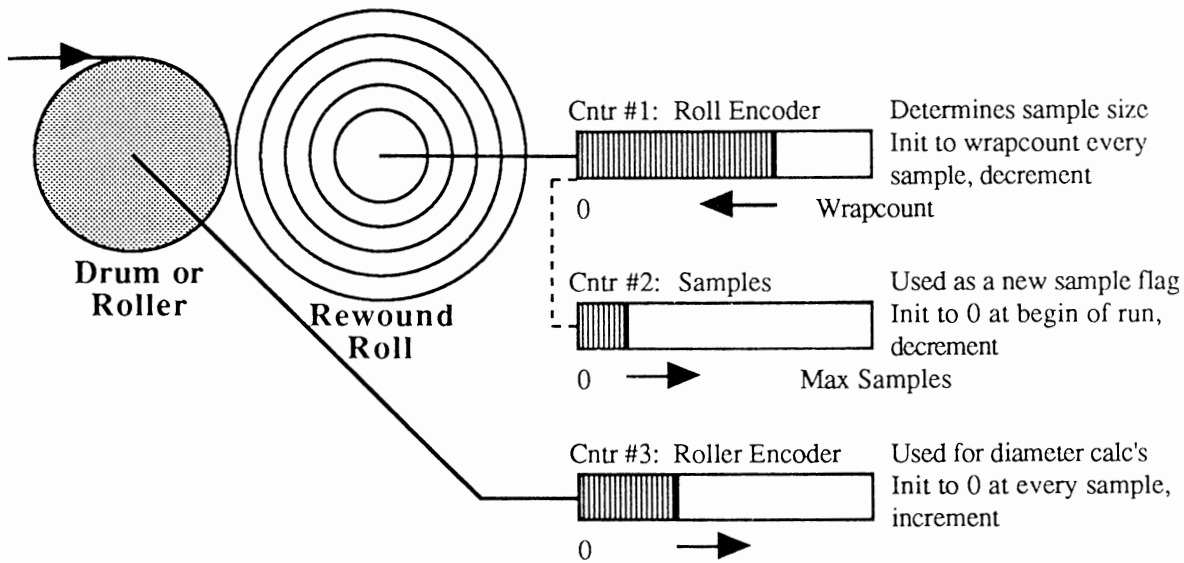 Cntr #1: Roll Encoder
Determines sample size
Init to wrapcount every
sample, decrement
0
Wrapcount
Drum or
Roller
Rewound
Roll
Cntr #2: Samples
Used as a new sample flag
Init to 0 at begin of run,
decrement
0
Max Samples
Cntr #3: Roller Encoder
Used for diameter calc's
Init to 0 at every sample,
increment
0